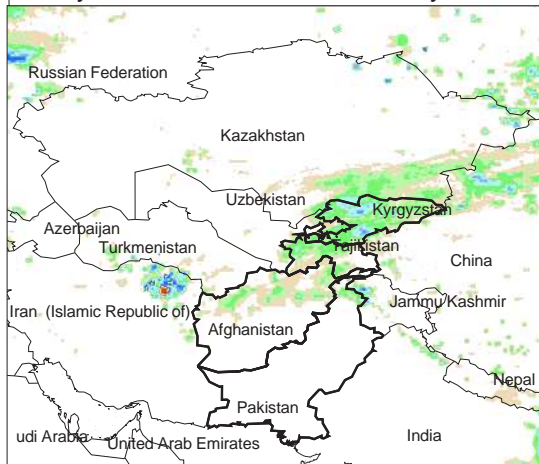 Russian Federation
Kazakhstan
Uzbekistan
Kyrgyzstan
Azerbaijan
Turkmenistan
Tajikistan
China
Iran (Islamic Republic of)
Jammu Kashmir
Afghanistan
Nepal
Pakistan
udi Arabia
United Arab Emirates
India